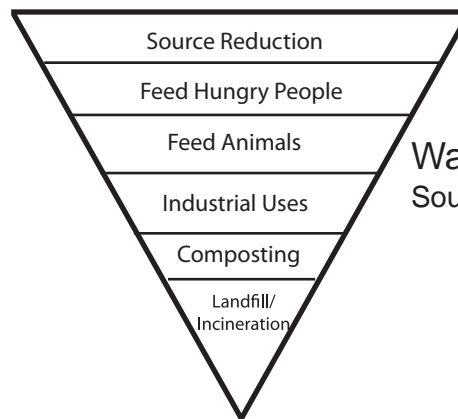 Source Reduction
Feed Hungry People
Feed Animals
Industrial Uses
Composting
Landfill/
Incineration